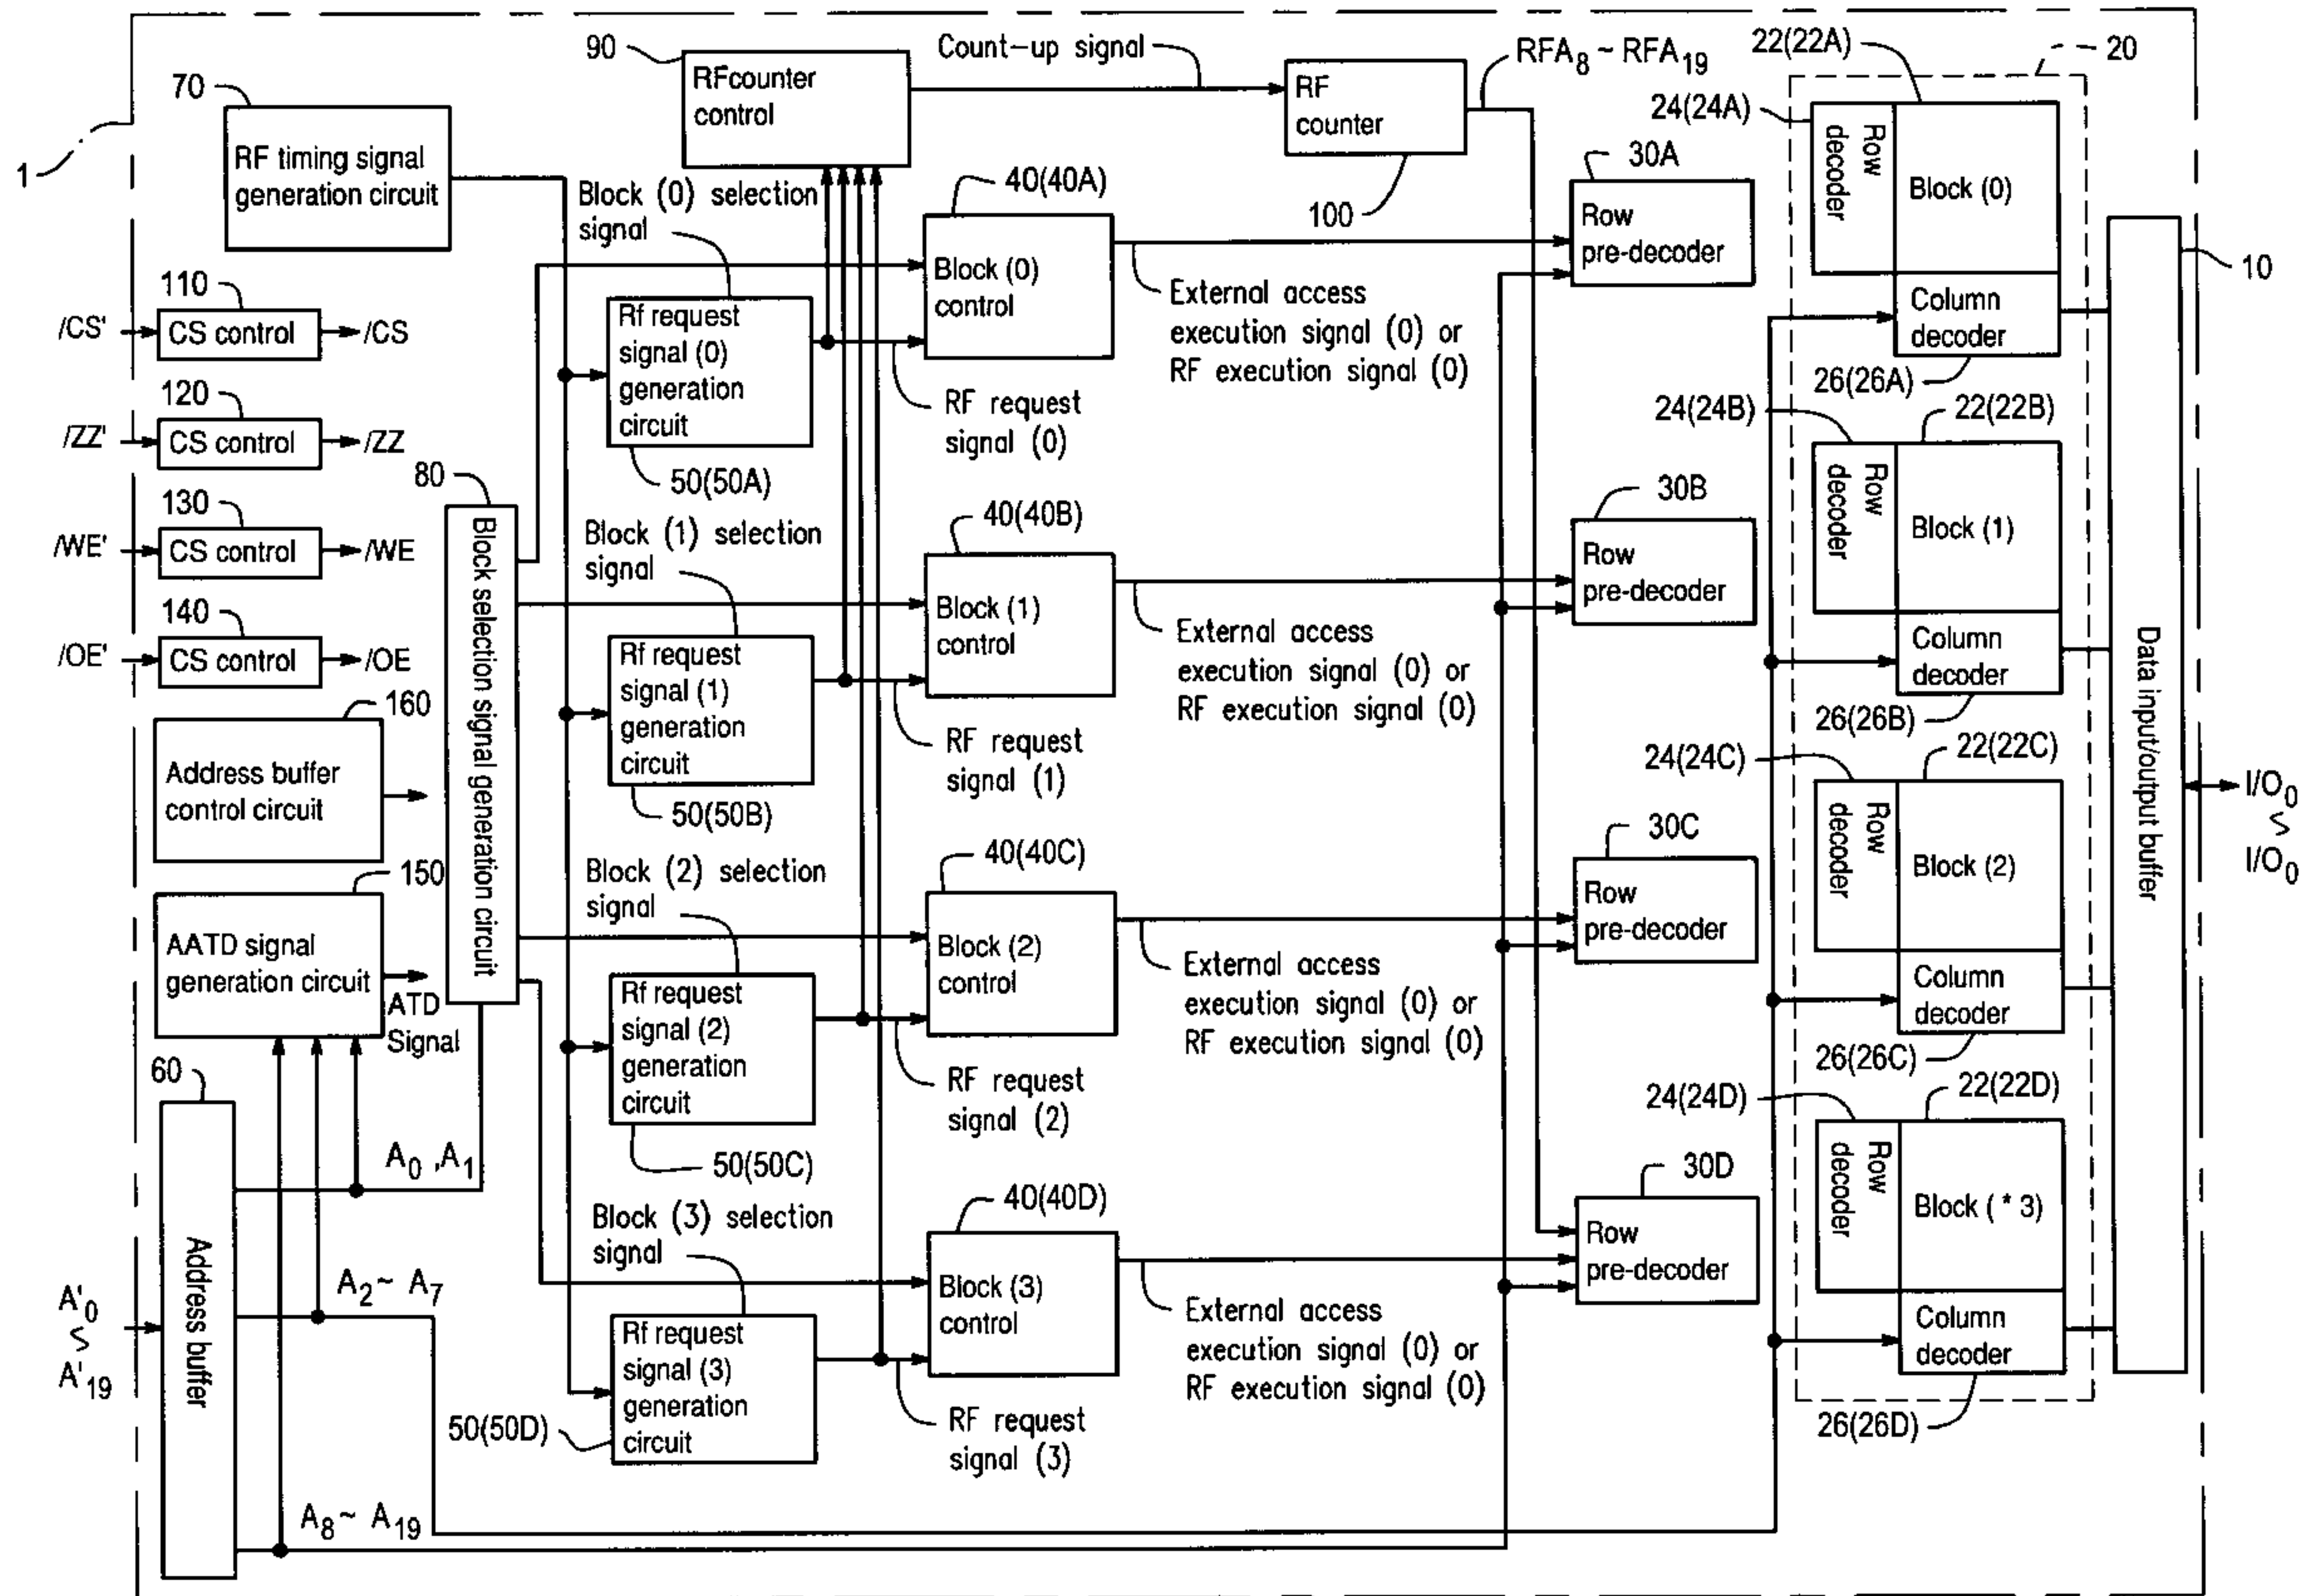 90
Count-up signal
RFA8 ~ RFA19
22(22A)
20
70
RFcounter
control
RF
counter
24(24A)
Row
decoder
Block (0)
1
RF timing signal
generation circuit
Block (0) selection
signal
40(40A)
100
30A
Row
pre-decoder
10
110
/CS'
CS control
/CS
Rf request
signal (0)
generation
circuit
Block (0)
control
External access
execution signal (0) or
RF execution signal (0)
Column
decoder
26(26A)
120
/ZZ'
CS control
/ZZ
RF request
signal (0)
24(24B)
22(22B)
80
50(50A)
Row
decoder
Block (1)
130
/WE'
CS control
/WE
Block selection signal generation circuit
Block (1) selection
signal
40(40B)
30B
Row
pre-decoder
140
/OE'
CS control
/OE
Rf request
signal (1)
generation
circuit
Block (1)
control
External access
execution signal (0) or
RF execution signal (0)
Column
decoder
26(26B)
Data input/output buffer
160
Address buffer
control circuit
RF request
signal (1)
24(24C)
22(22C)
I/O0
~
I/O0
50(50B)
Row
decoder
Block (2)
150
AATD signal
generation circuit
ATD
Signal
Block (2) selection
signal
40(40C)
30C
Row
pre-decoder
Rf request
signal (2)
generation
circuit
Block (2)
control
External access
execution signal (0) or
RF execution signal (0)
Column
decoder
26(26C)
60
RF request
signal (2)
24(24D)
22(22D)
A0 ,A1
50(50C)
Row
decoder
Block ( * 3)
Address buffer
A2 ~ A7
Block (3) selection
signal
40(40D)
30D
Row
pre-decoder
A'0
~
A'19
Rf request
signal (3)
generation
circuit
Block (3)
control
External access
execution signal (0) or
RF execution signal (0)
Column
decoder
26(26D)
50(50D)
RF request
signal (3)
A8 ~ A19